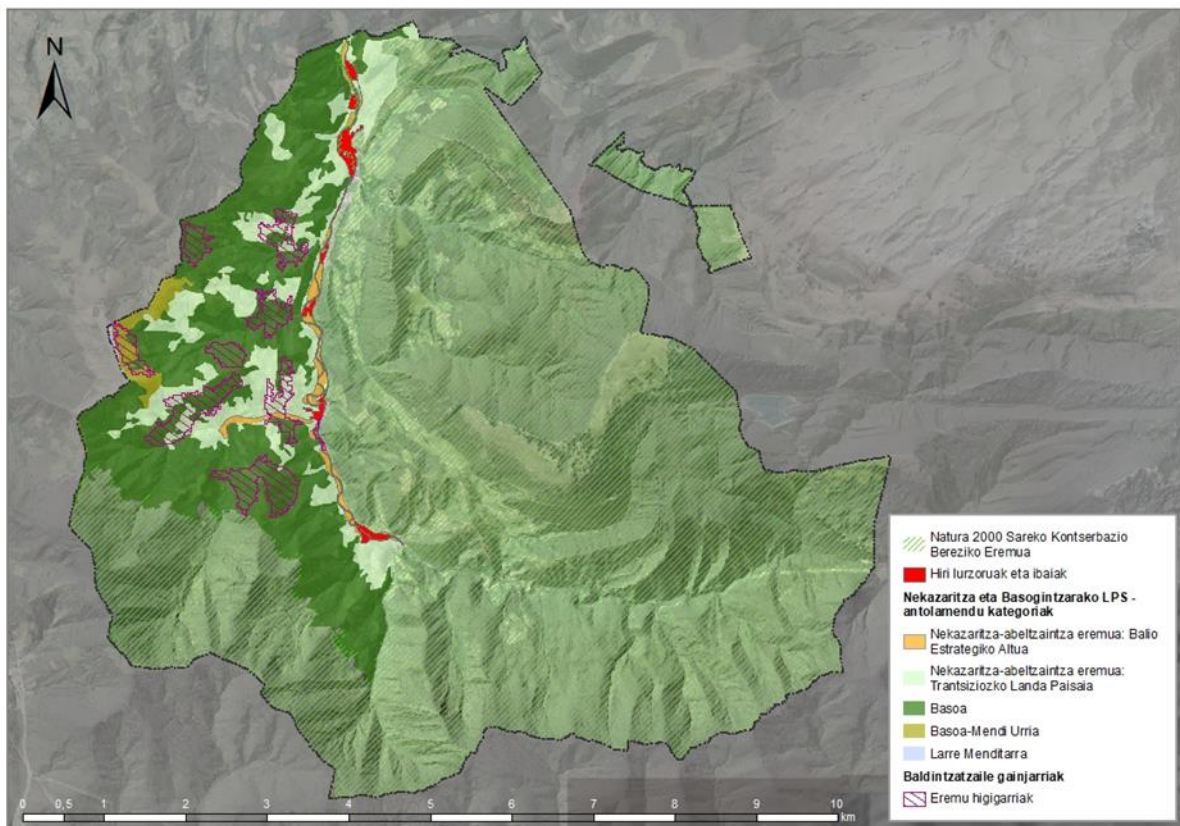 N
Natura 2000 Sareko Kontserbazio
Bereziko Eremua
Hiri lurzoruak eta ibaiak
Nekazaritza eta Basogintzarako LPS -
antolamendu kategoriak
Nekazaritza-abeltzaintza eremua: Balio
Estrategiko Altua
Nekazaritza-abeltzaintza eremua:
Trantsiziozko Landa Paisaia
Basoa
Basoa-Mendi Urria
Larre Menditarra
Baldintzatzaile gainjarriak
Eremu higigarriak
0 0,5 1 2 3 4 5 6 7 8 9 10
km